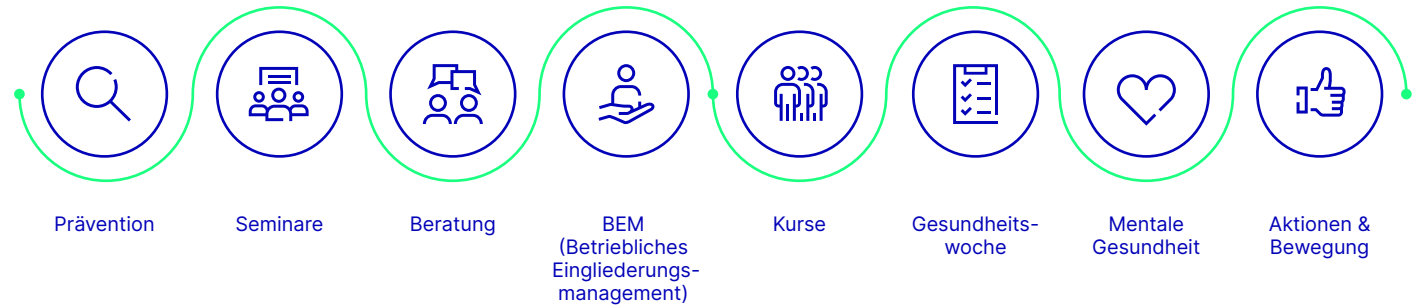 Prävention
Seminare
Beratung
BEM
(Betriebliches
Eingliederungs-
management)
Kurse
Gesundheits-
woche
Mentale
Gesundheit
Aktionen &
Bewegung